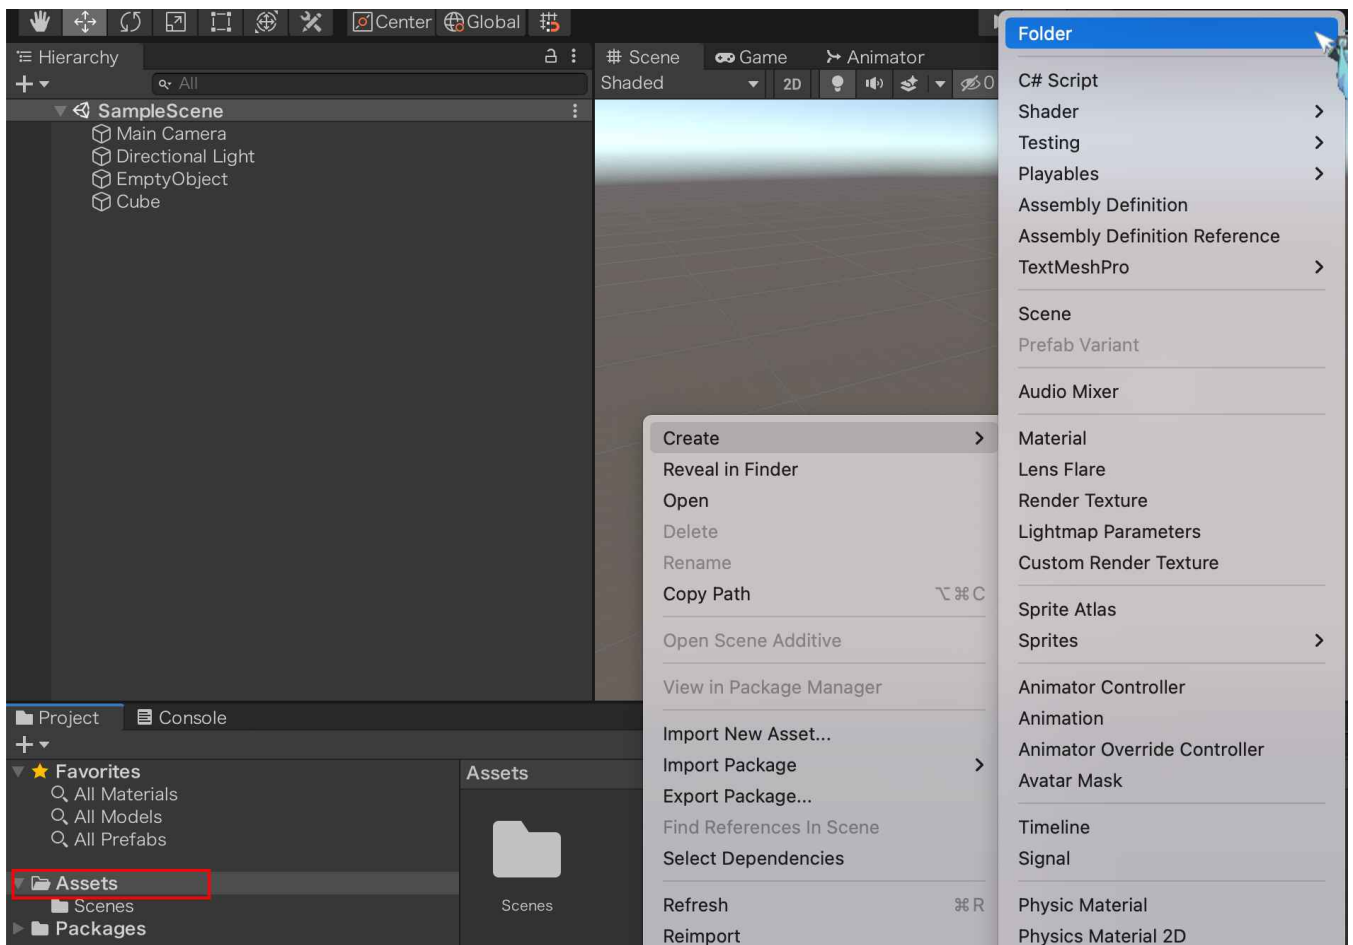 Center Global
Hierarchy
All
SampleScene
Main Camera
Directional Light
EmptyObject
Cube
Scene Game Animator
Shaded 2D 0
Folder
C# Script
Shader
Testing
Playables
Assembly Definition
Assembly Definition Reference
TextMeshPro
Scene
Prefab Variant
Audio Mixer
Material
Lens Flare
Render Texture
Lightmap Parameters
Custom Render Texture
Sprite Atlas
Sprites
Animator Controller
Animation
Animator Override Controller
Avatar Mask
Timeline
Signal
Physic Material
Physics Material 2D
Create
Reveal in Finder
Open
Delete
Rename
Copy Path ⌥⌘C
Open Scene Additive
View in Package Manager
Import New Asset...
Import Package
Export Package...
Find References In Scene
Select Dependencies
Refresh ⌘R
Reimport
Project Console
Favorites
All Materials
All Models
All Prefabs
Assets
Scenes
Packages
Assets
Scenes